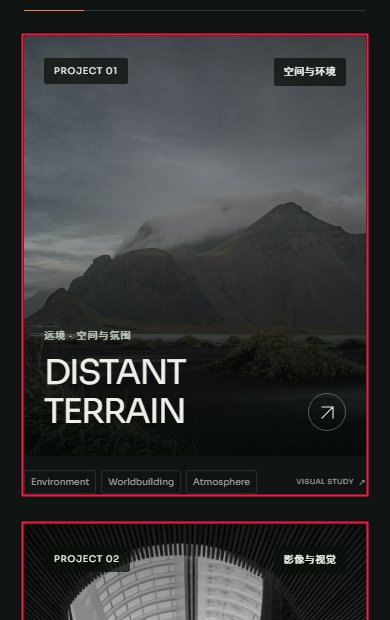 PROJECT 01
空间与环境
远境 · 空间与氛围
DISTANT
TERRAIN
Environment
Worldbuilding
Atmosphere
VISUAL STUDY ↗
PROJECT 02
影像与视觉